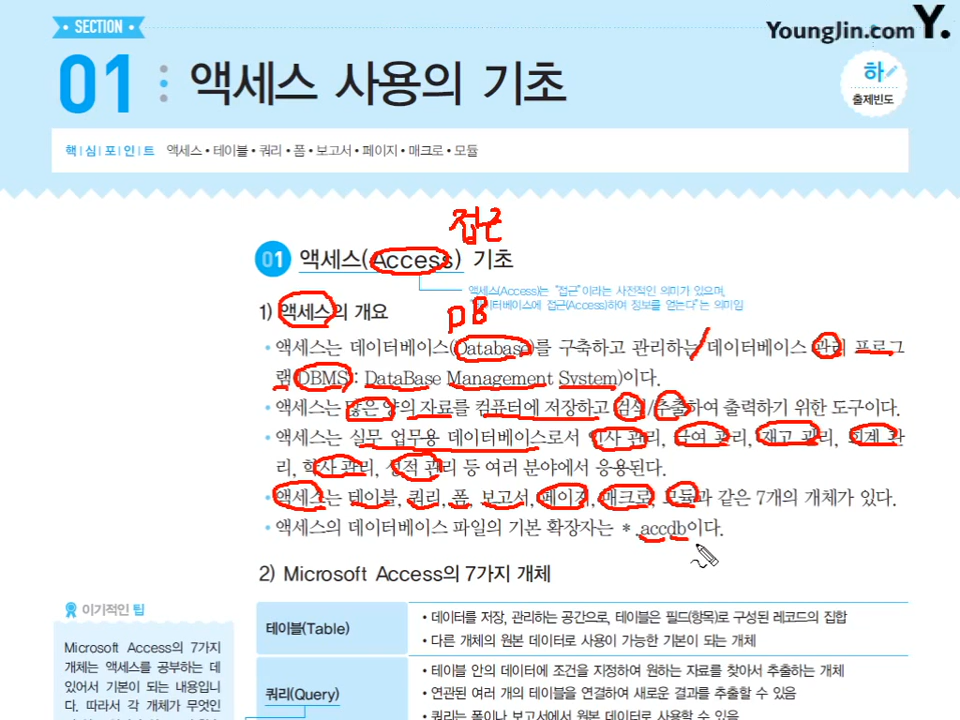 SECTION
YoungJin.com Y.
01 액세스 사용의 기초
하
출제빈도
핵|심|포|인|트 액세스 • 테이블 • 쿼리 • 폼 • 보고서 • 페이지 • 매크로 • 모듈
접근
01 액세스(Access) 기초
액세스(Access)는 "접근"이라는 사전적인 의미가 있으며,
"데이터베이스에 접근(Access)하여 정보를 얻는다"는 의미임
1) 액세스의 개요
DB
• 액세스는 데이터베이스(Database)를 구축하고 관리하는 데이터베이스 관리 프로그
램(DBMS : DataBase Management System)이다.
• 액세스는 많은 양의 자료를 컴퓨터에 저장하고 검색/추출하여 출력하기 위한 도구이다.
• 액세스는 실무 업무용 데이터베이스로서 인사 관리, 급여 관리, 재고 관리, 회계 관
리, 학사 관리, 성적 관리 등 여러 분야에서 응용된다.
• 액세스는 테이블, 쿼리, 폼, 보고서, 페이지, 매크로, 모듈과 같은 7개의 개체가 있다.
• 액세스의 데이터베이스 파일의 기본 확장자는 *.accdb이다.
2) Microsoft Access의 7가지 개체
이기적인 팁
Microsoft Access의 7가지
개체는 액세스를 공부하는 데
있어서 기본이 되는 내용입니
다. 따라서 각 개체가 무엇인
테이블(Table)
• 데이터를 저장, 관리하는 공간으로, 테이블은 필드(항목)로 구성된 레코드의 집합
• 다른 개체의 원본 데이터로 사용이 가능한 기본이 되는 개체
쿼리(Query)
• 테이블 안의 데이터에 조건을 지정하여 원하는 자료를 찾아서 추출하는 개체
• 연관된 여러 개의 테이블을 연결하여 새로운 결과를 추출할 수 있음
• 쿼리는 폼이나 보고서에서 원본 데이터로 사용할 수 있음